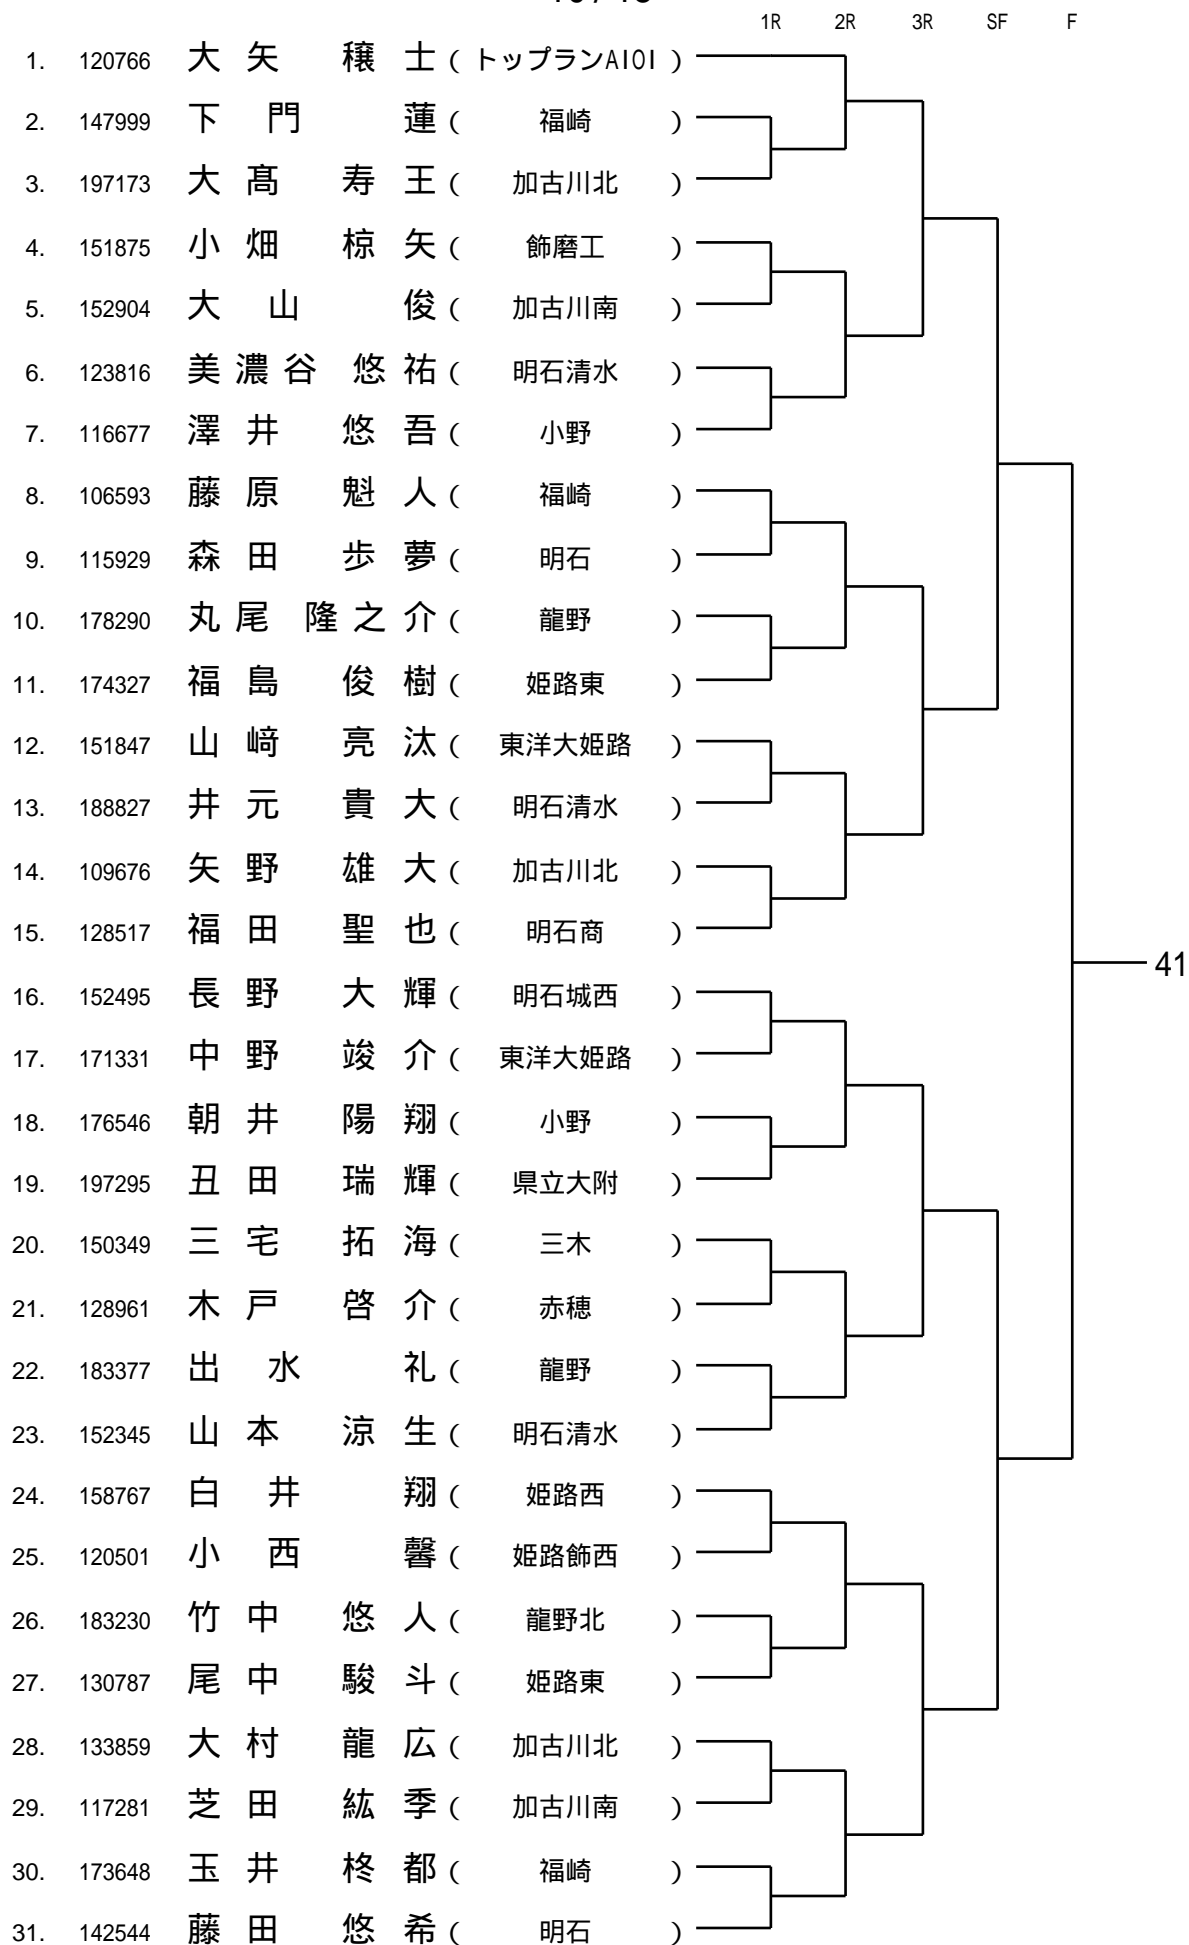 1R 2R 3R SF F
1. 120766 大矢 穣士 ( トップランAIOI )
2. 147999 下門 蓮 ( 福崎 )
3. 197173 大髙 寿王 ( 加古川北 )
4. 151875 小畑 椋矢 ( 飾磨工 )
5. 152904 大山 俊 ( 加古川南 )
6. 123816 美濃谷 悠祐 ( 明石清水 )
7. 116677 澤井 悠吾 ( 小野 )
8. 106593 藤原 魁人 ( 福崎 )
9. 115929 森田 歩夢 ( 明石 )
10. 178290 丸尾 隆之介 ( 龍野 )
11. 174327 福島 俊樹 ( 姫路東 )
12. 151847 山﨑 亮汰 ( 東洋大姫路 )
13. 188827 井元 貴大 ( 明石清水 )
14. 109676 矢野 雄大 ( 加古川北 )
15. 128517 福田 聖也 ( 明石商 )
41
16. 152495 長野 大輝 ( 明石城西 )
17. 171331 中野 竣介 ( 東洋大姫路 )
18. 176546 朝井 陽翔 ( 小野 )
19. 197295 丑田 瑞輝 ( 県立大附 )
20. 150349 三宅 拓海 ( 三木 )
21. 128961 木戸 啓介 ( 赤穂 )
22. 183377 出水 礼 ( 龍野 )
23. 152345 山本 涼生 ( 明石清水 )
24. 158767 白井 翔 ( 姫路西 )
25. 120501 小西 馨 ( 姫路飾西 )
26. 183230 竹中 悠人 ( 龍野北 )
27. 130787 尾中 駿斗 ( 姫路東 )
28. 133859 大村 龍広 ( 加古川北 )
29. 117281 芝田 紘季 ( 加古川南 )
30. 173648 玉井 柊都 ( 福崎 )
31. 142544 藤田 悠希 ( 明石 )